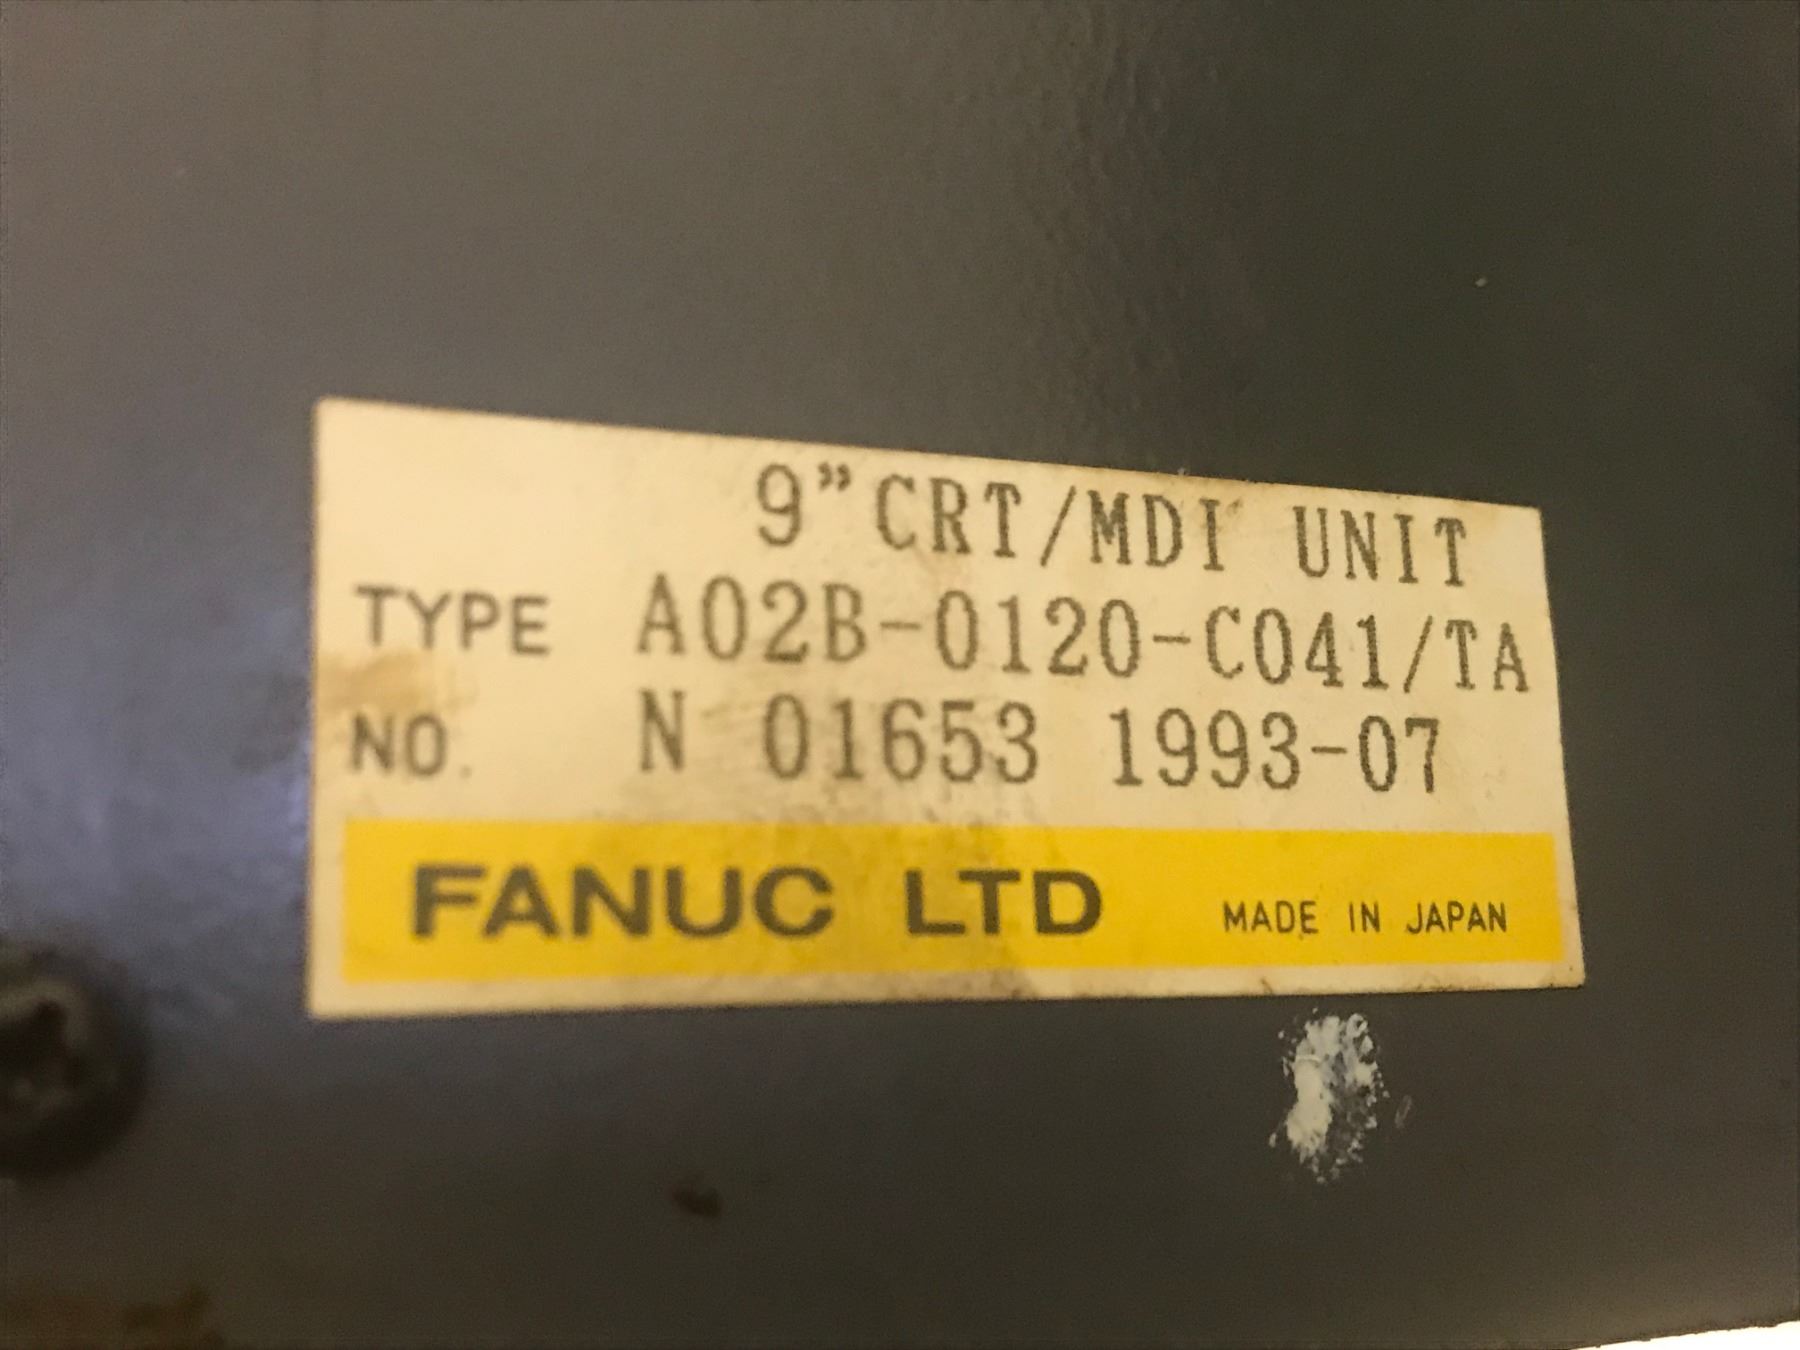 9”CRT/MDI UNIT
TYPE A02B-0120-C041/TA
NO. N 01653 1993-07
FANUC LTD MADE IN JAPAN